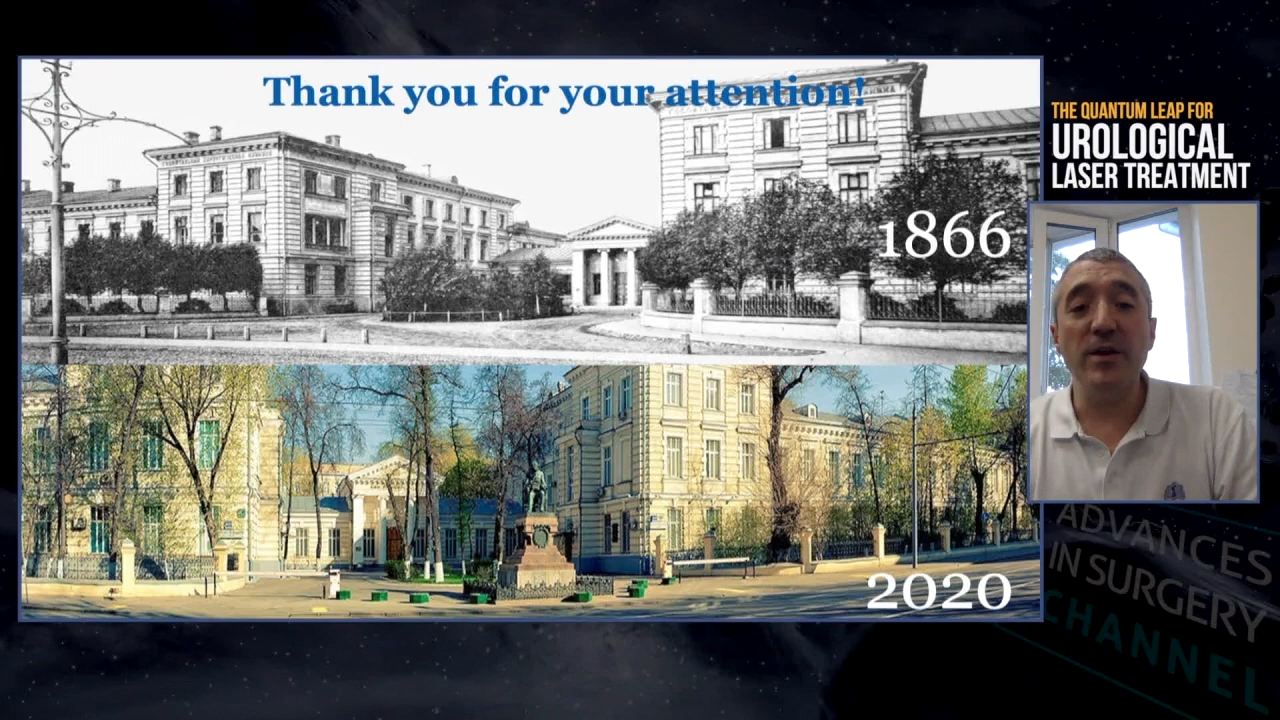 Thank you for your attention!
1866
2020
THE QUANTUM LEAP FOR
UROLOGICAL
LASER TREATMENT
ADVANCES
IN SURGERY
CHANNEL